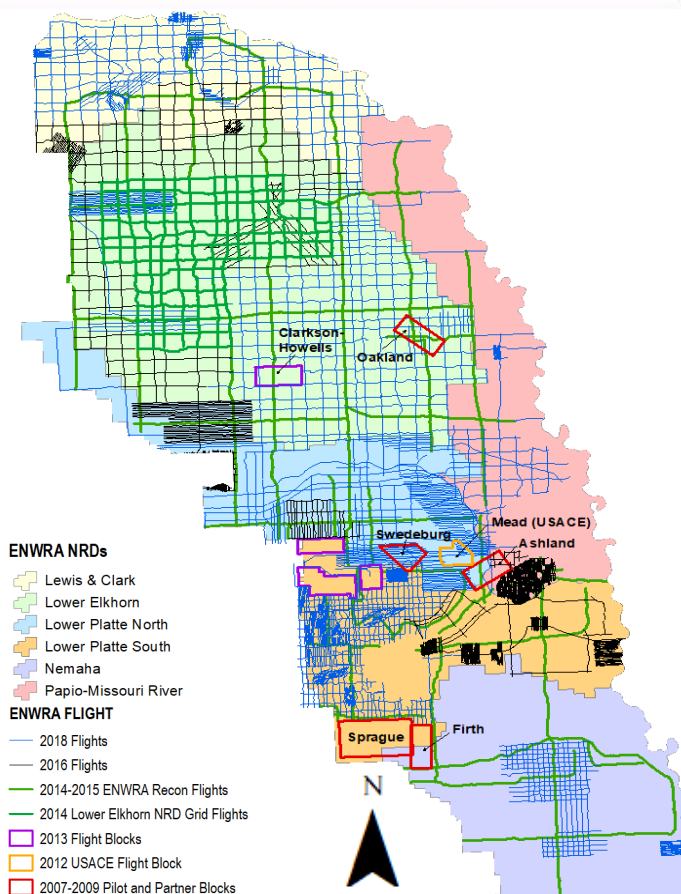 Clarkson-
Howells
Oakland
Mead (USACE)
Swedeburg
Ashland
Sprague
Firth
N
ENWRA NRDs
Lewis & Clark
Lower Elkhorn
Lower Platte North
Lower Platte South
Nemaha
Papio-Missouri River
ENWRA FLIGHT
2018 Flights
2016 Flights
2014-2015 ENWRA Recon Flights
2014 Lower Elkhorn NRD Grid Flights
2013 Flight Blocks
2012 USACE Flight Block
2007-2009 Pilot and Partner Blocks